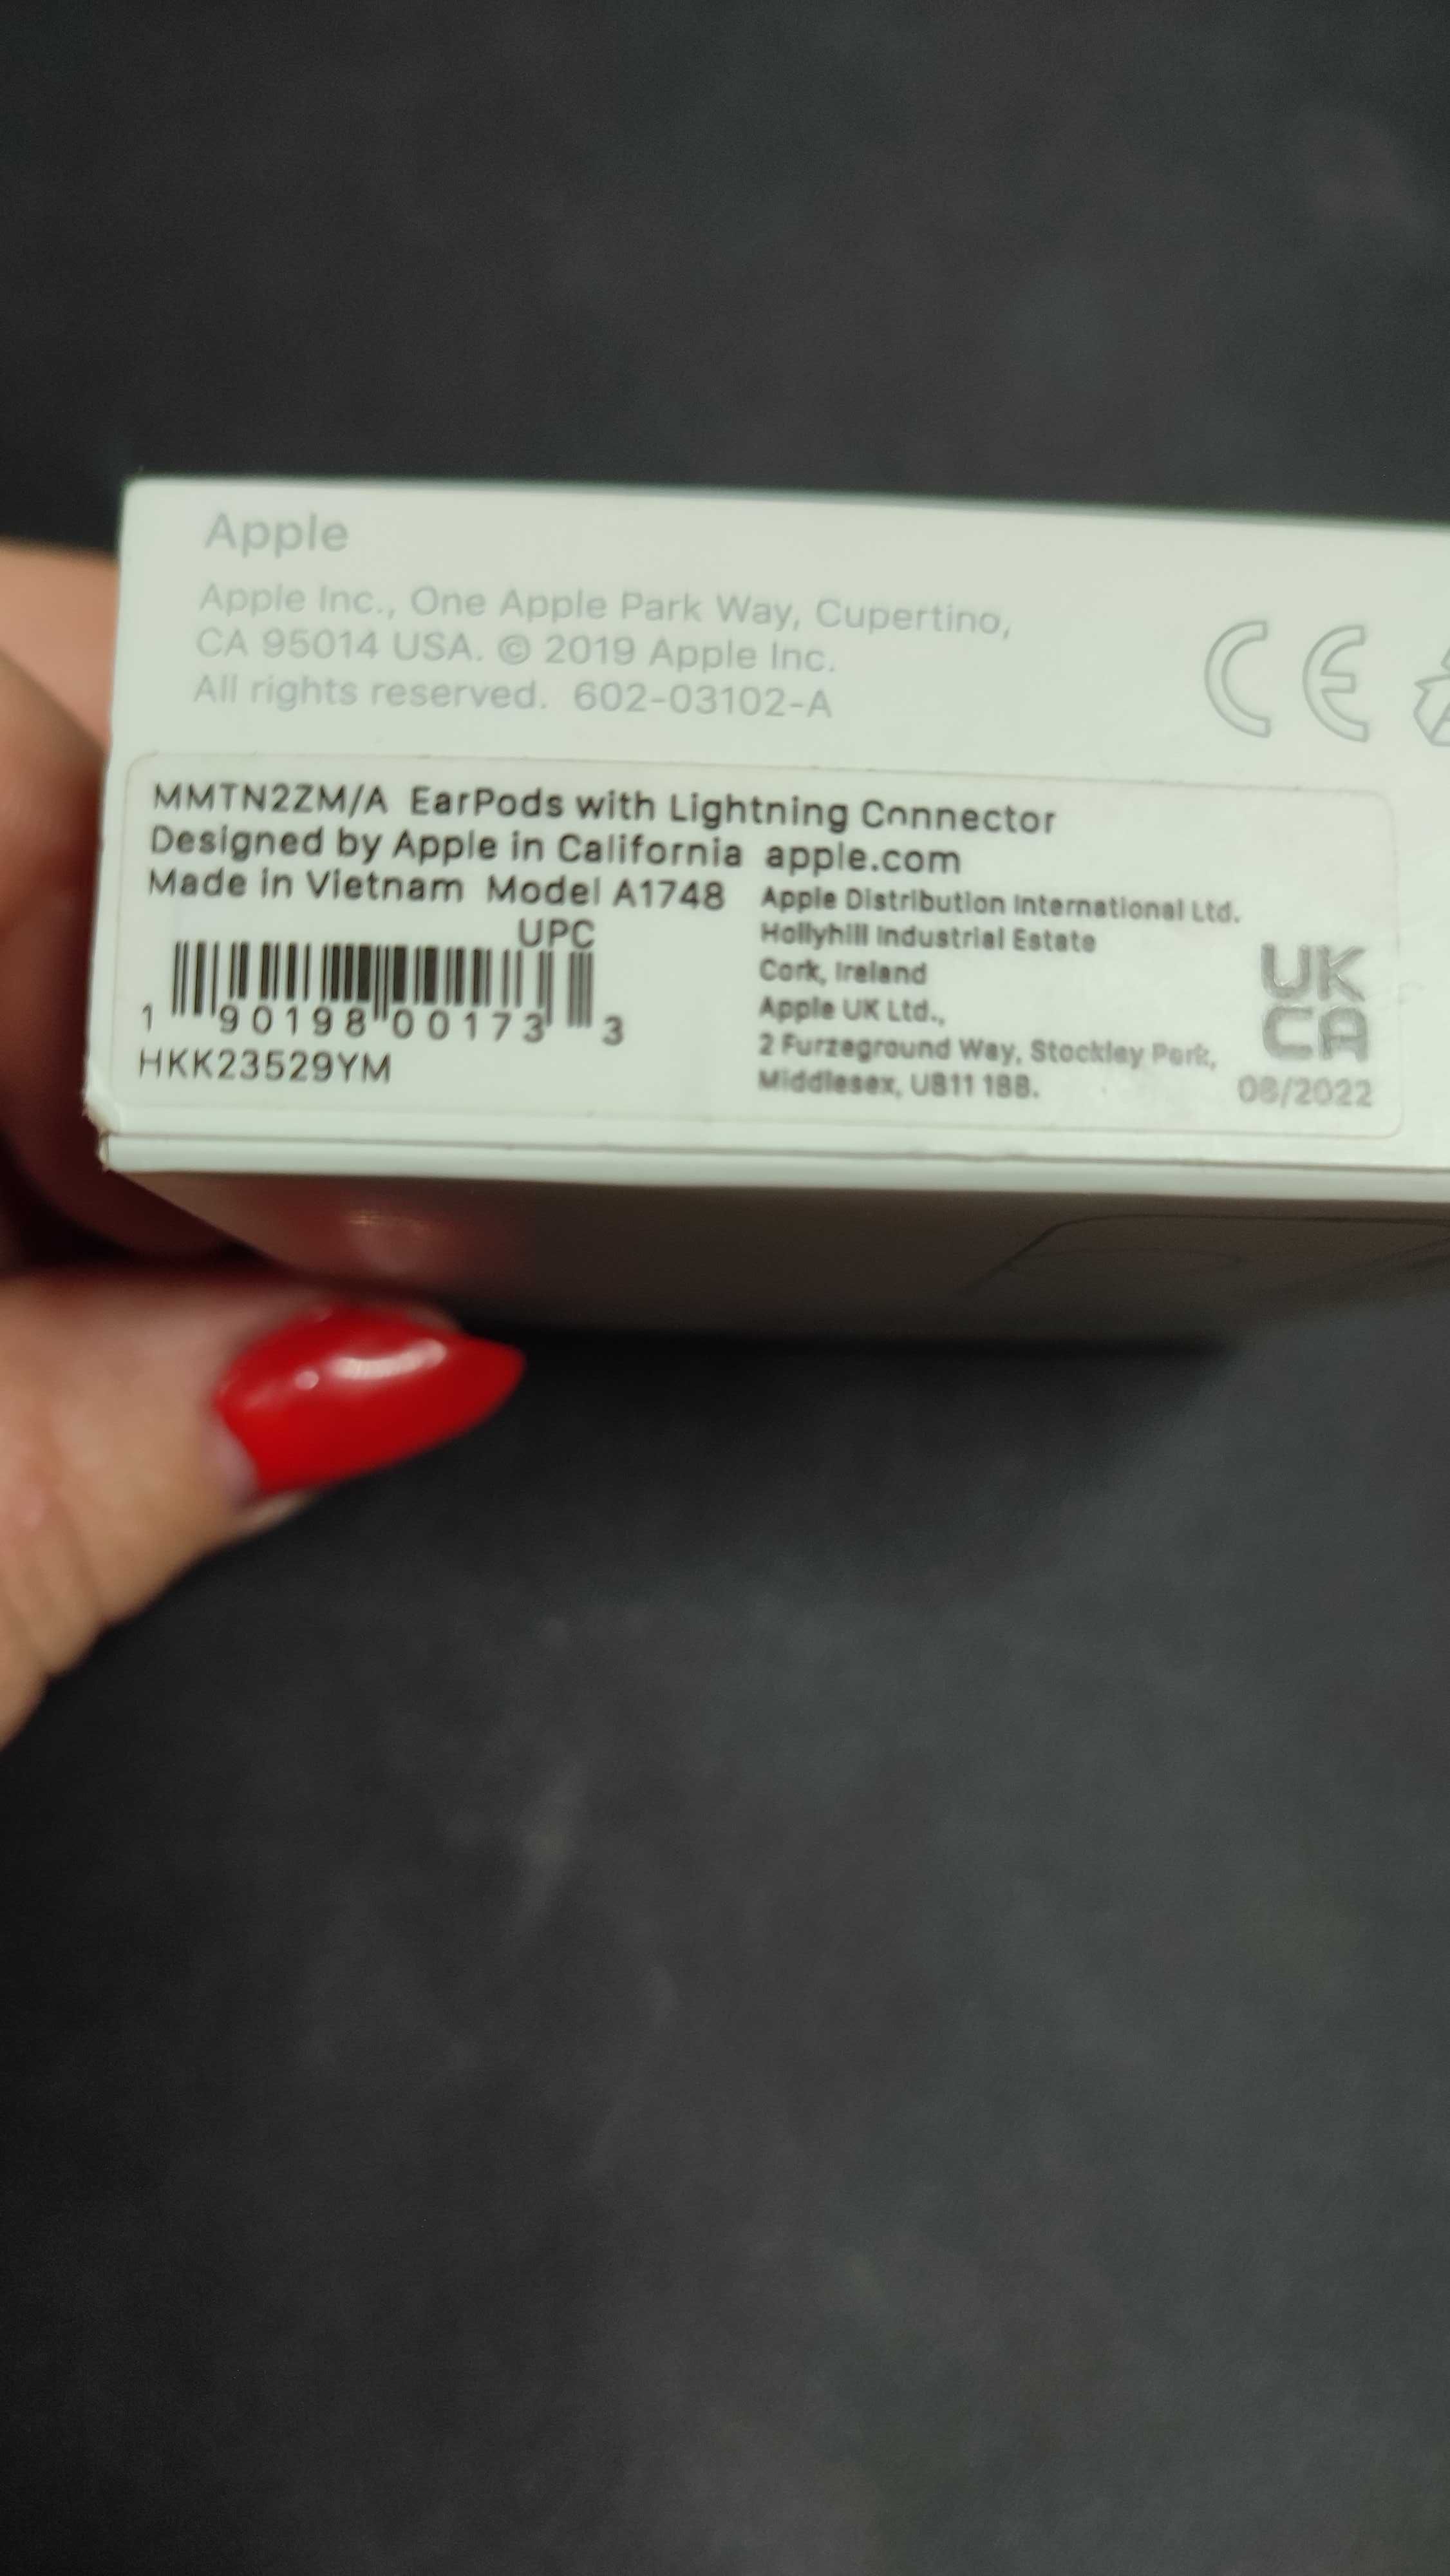 Apple
Apple Inc., One Apple Park Way, Cupertino,
CA 95014 USA. © 2019 Apple Inc.
All rights reserved. 602-03102-A
CE
MMTN2ZM/A EarPods with Lightning Connector
Designed by Apple in California apple.com
Made in Vietnam Model A1748
UPC
1 90198 00173 3
HKK23529YM
Apple Distribution International Ltd.
Hollyhill Industrial Estate
Cork, Ireland
Apple UK Ltd.,
2 Furzeground Way, Stockley Park,
Middlesex, UB11 1BB.
UK
CA
08/2022